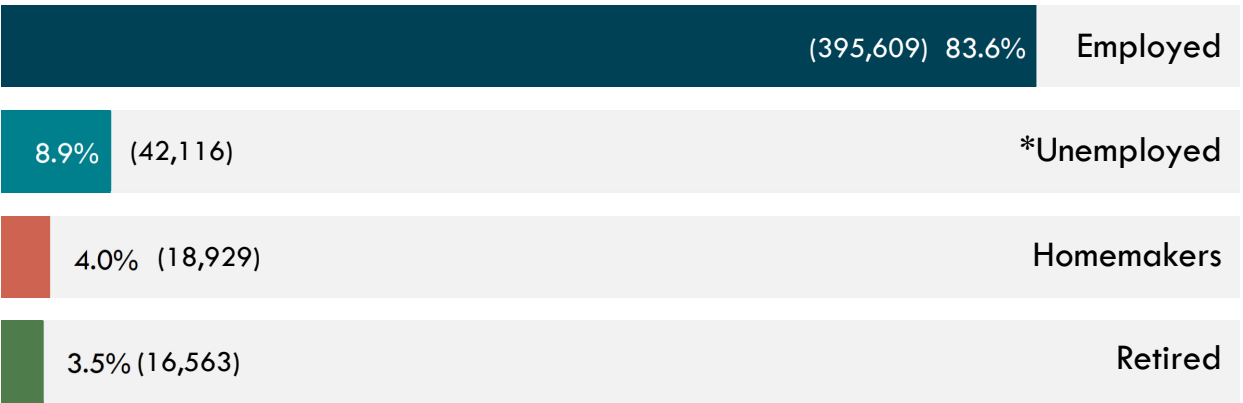 (395,609) 83.6% Employed
8.9% (42,116) *Unemployed
4.0% (18,929) Homemakers
3.5% (16,563) Retired